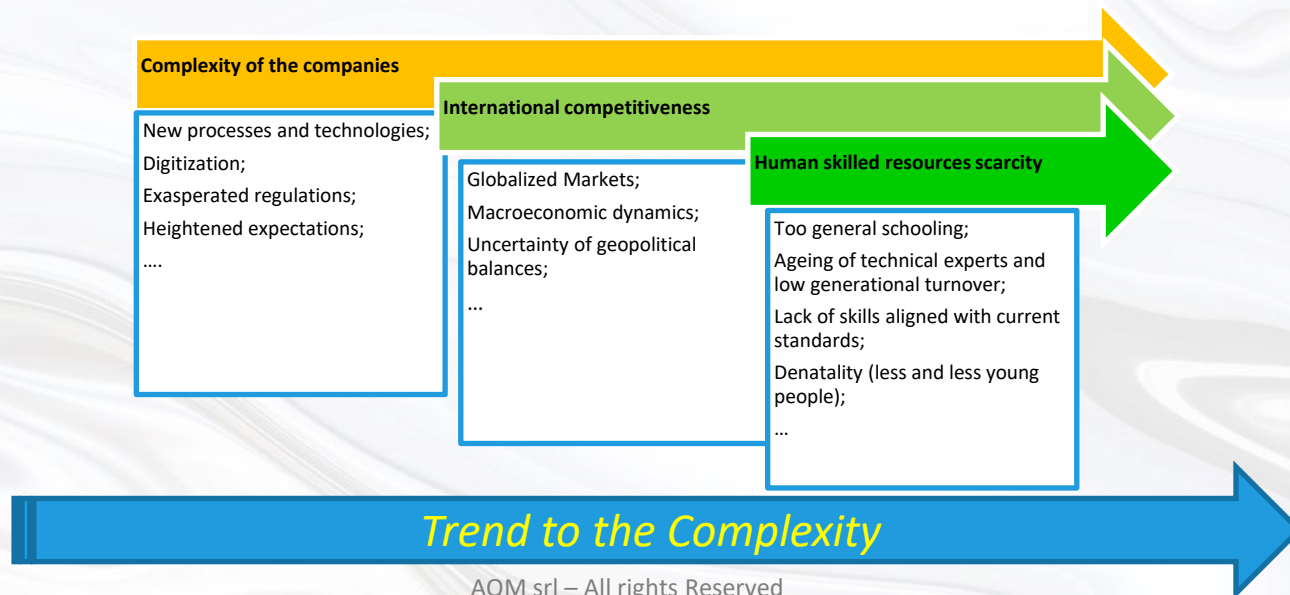 Complexity of the companies
New processes and technologies;
Digitization;
Exasperated regulations;
Heightened expectations;
....
International competitiveness
Globalized Markets;
Macroeconomic dynamics;
Uncertainty of geopolitical
balances;
...
Human skilled resources scarcity
Too general schooling;
Ageing of technical experts and
low generational turnover;
Lack of skills aligned with current
standards;
Denatality (less and less young
people);
...
Trend to the Complexity
AQM srl – All rights Reserved